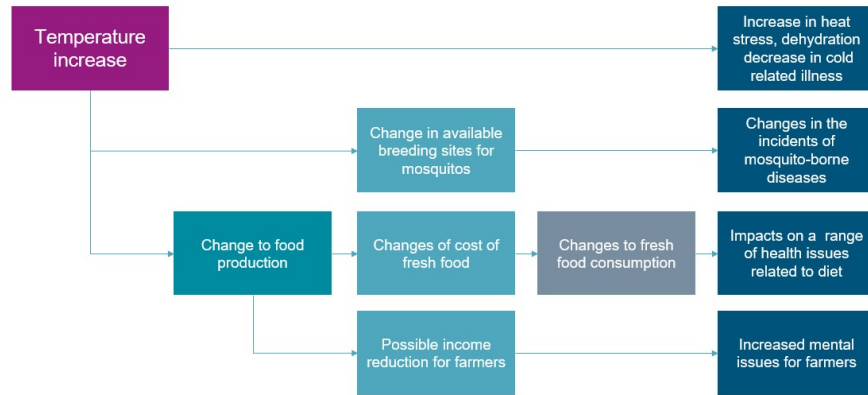 Temperature
increase
Increase in heat
stress, dehydration
decrease in cold
related illness
Change in available
breeding sites for
mosquitos
Changes in the
incidents of
mosquito-borne
diseases
Change to food
production
Changes of cost of
fresh food
Changes to fresh
food consumption
Impacts on a range
of health issues
related to diet
Possible income
reduction for farmers
Increased mental
issues for farmers